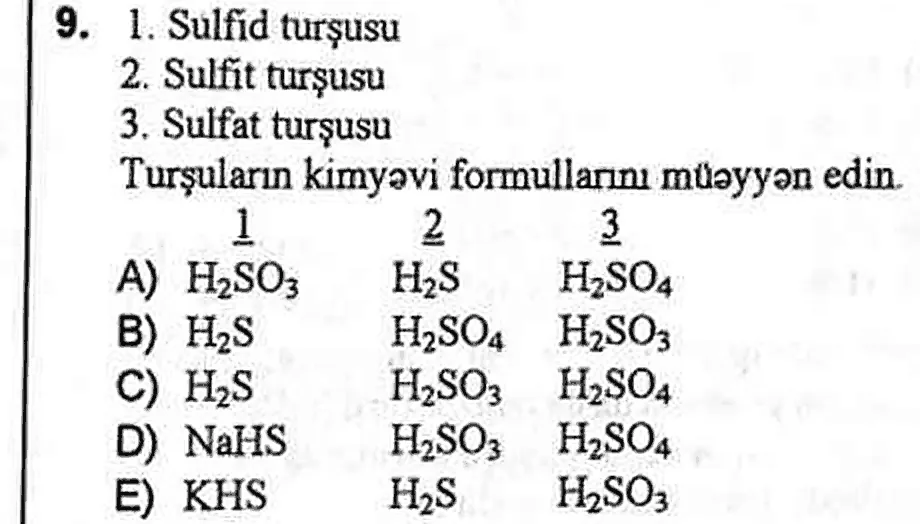 9. 1. Sulfid turşusu
2. Sulfit turşusu
3. Sulfat turşusu
Turşuların kimyəvi formullarını müəyyən edin.
1 2 3
A) H₂SO₃ H₂S H₂SO₄
B) H₂S H₂SO₄ H₂SO₃
C) H₂S H₂SO₃ H₂SO₄
D) NaHS H₂SO₃ H₂SO₄
E) KHS H₂S H₂SO₃